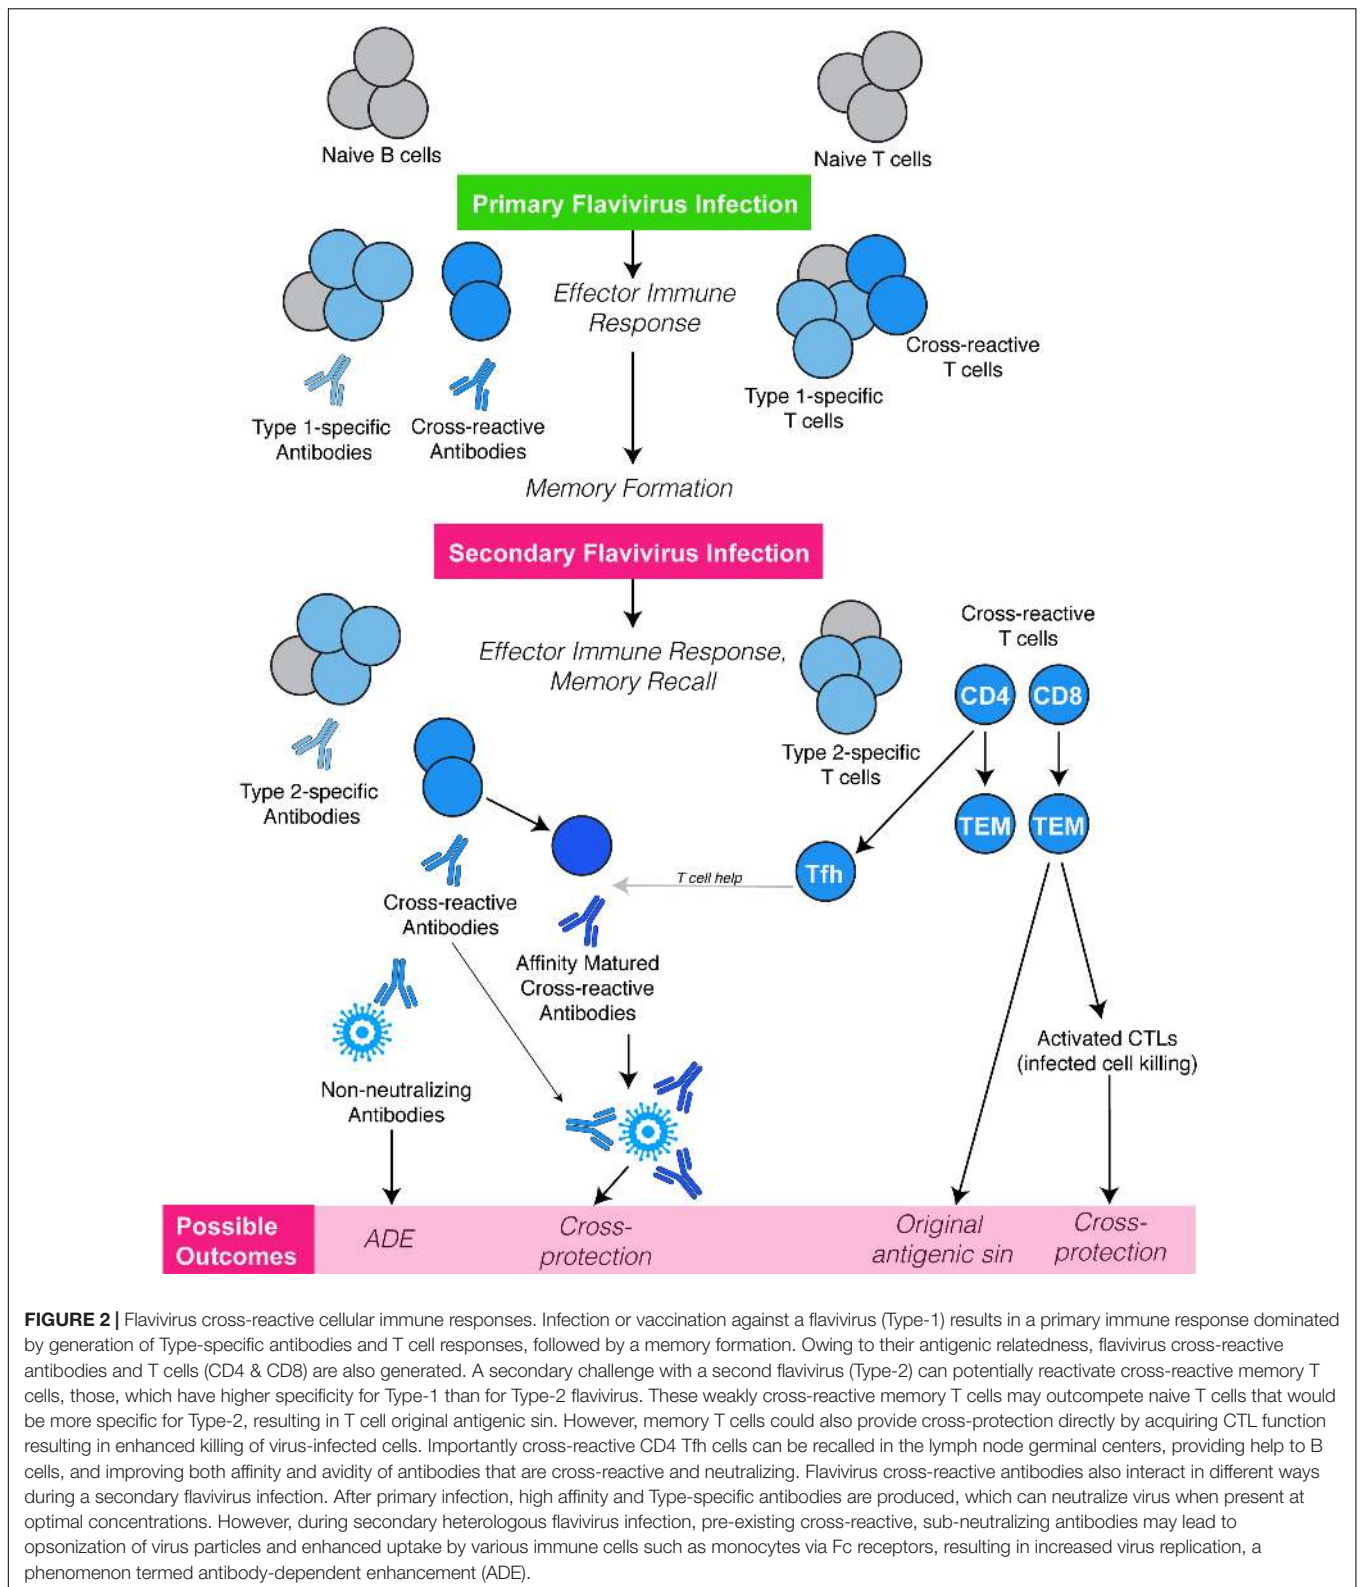 Naive B cells
Naive T cells
Primary Flavivirus Infection
Effector Immune
Response
Cross-reactive
T cells
Type 1-specific
T cells
Type 1-specific
Antibodies
Cross-reactive
Antibodies
Memory Formation
Secondary Flavivirus Infection
Effector Immune Response,
Memory Recall
Cross-reactive
T cells
CD4
CD8
Type 2-specific
T cells
Type 2-specific
Antibodies
TEM
TEM
Tfh
T cell help
Cross-reactive
Antibodies
Affinity Matured
Cross-reactive
Antibodies
Activated CTLs
(infected cell killing)
Non-neutralizing
Antibodies
Possible
Outcomes
ADE
Cross-
protection
Original
antigenic sin
Cross-
protection
FIGURE 2 | Flavivirus cross-reactive cellular immune responses. Infection or vaccination against a flavivirus (Type-1) results in a primary immune response dominated
by generation of Type-specific antibodies and T cell responses, followed by a memory formation. Owing to their antigenic relatedness, flavivirus cross-reactive
antibodies and T cells (CD4 & CD8) are also generated. A secondary challenge with a second flavivirus (Type-2) can potentially reactivate cross-reactive memory T
cells, those, which have higher specificity for Type-1 than for Type-2 flavivirus. These weakly cross-reactive memory T cells may outcompete naive T cells that would
be more specific for Type-2, resulting in T cell original antigenic sin. However, memory T cells could also provide cross-protection directly by acquiring CTL function
resulting in enhanced killing of virus-infected cells. Importantly cross-reactive CD4 Tfh cells can be recalled in the lymph node germinal centers, providing help to B
cells, and improving both affinity and avidity of antibodies that are cross-reactive and neutralizing. Flavivirus cross-reactive antibodies also interact in different ways
during a secondary flavivirus infection. After primary infection, high affinity and Type-specific antibodies are produced, which can neutralize virus when present at
optimal concentrations. However, during secondary heterologous flavivirus infection, pre-existing cross-reactive, sub-neutralizing antibodies may lead to
opsonization of virus particles and enhanced uptake by various immune cells such as monocytes via Fc receptors, resulting in increased virus replication, a
phenomenon termed antibody-dependent enhancement (ADE).